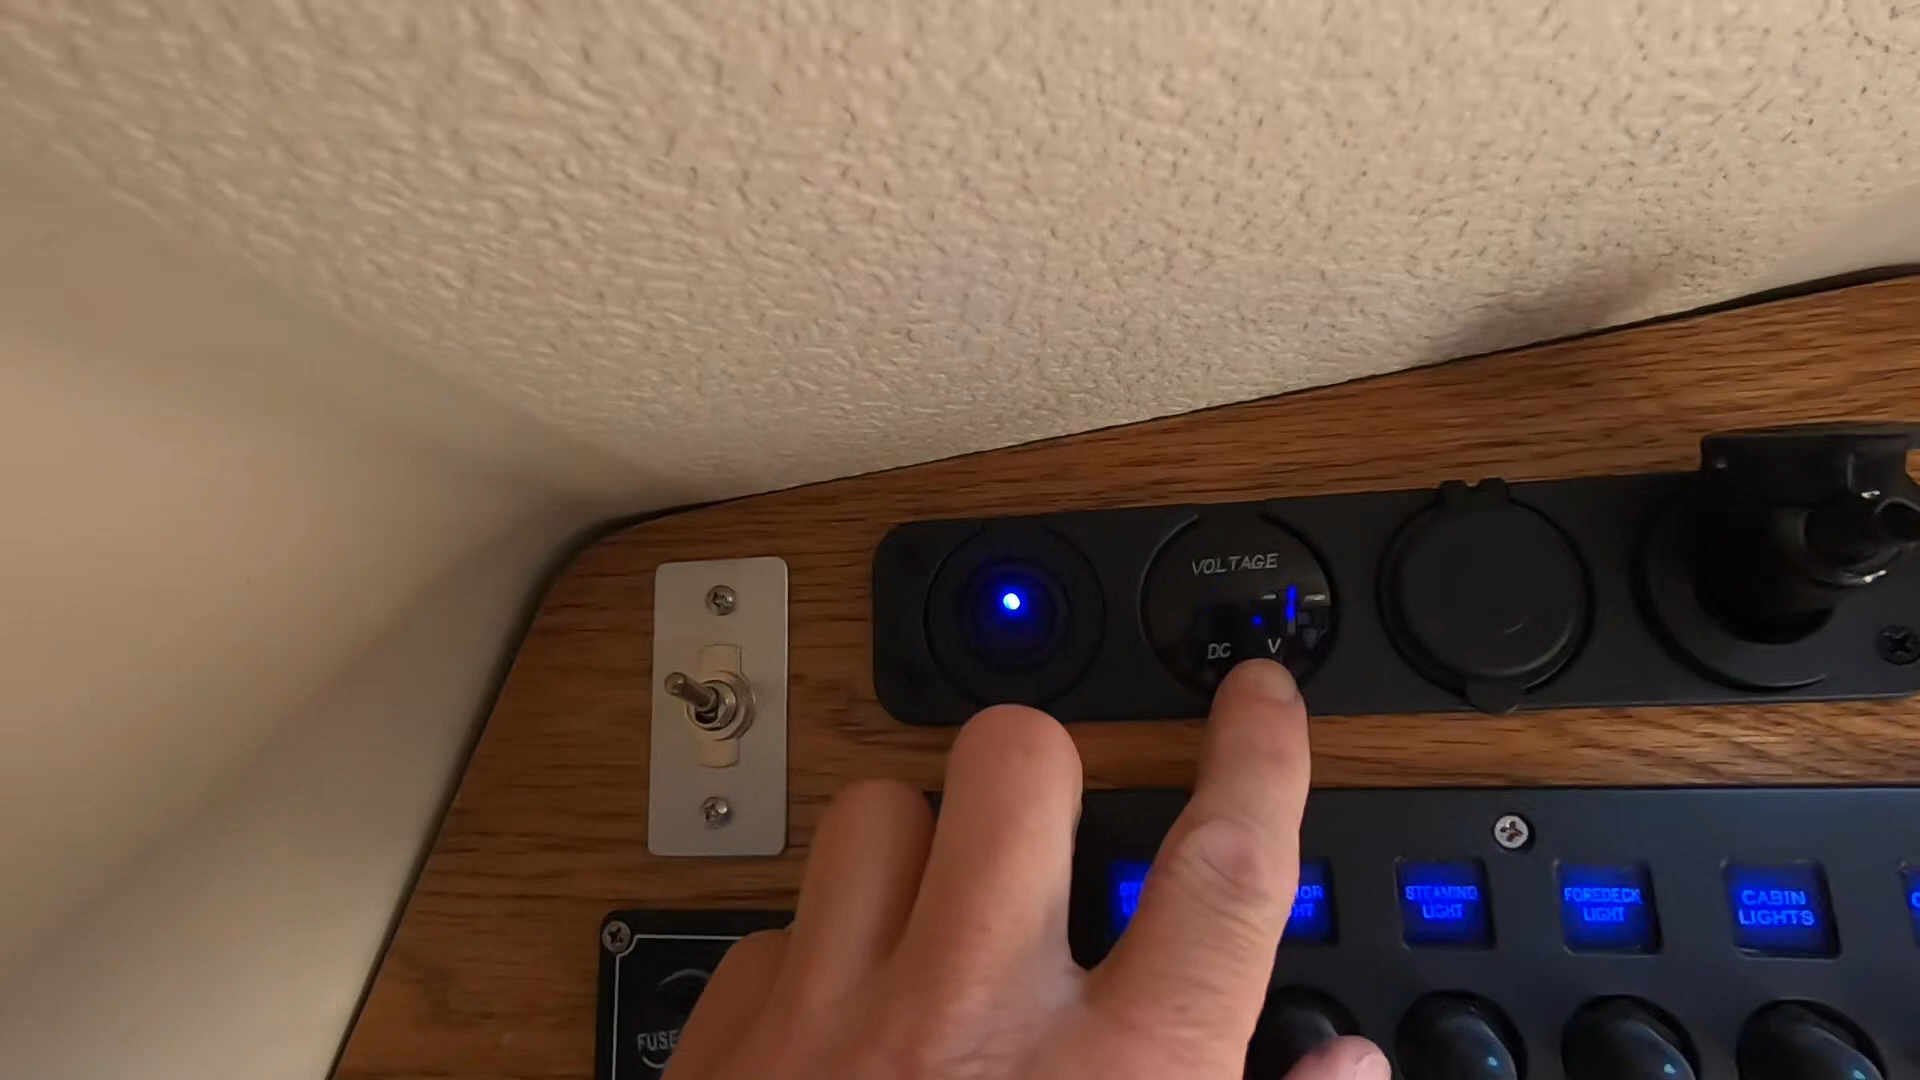 VOLTAGE
DC V
STEAMING
LIGHT
FOREDECK
LIGHT
CABIN
LIGHTS
FUSE